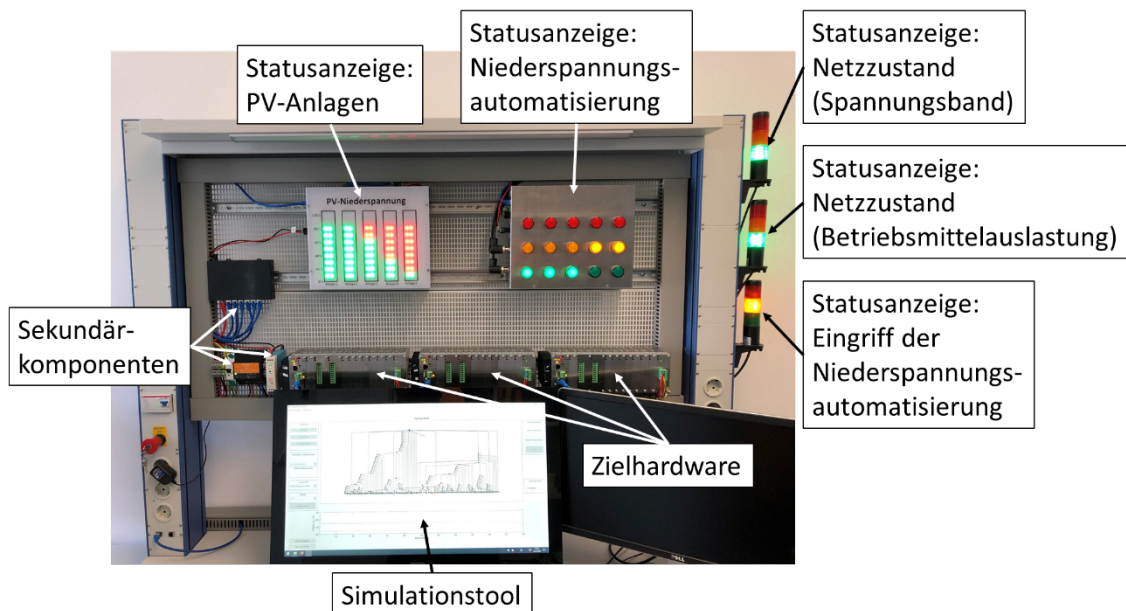 Statusanzeige:
PV-Anlagen
Statusanzeige:
Niederspannungs-
automatisierung
Statusanzeige:
Netzzustand
(Spannungsband)
Statusanzeige:
Netzzustand
(Betriebsmittelauslastung)
Statusanzeige:
Eingriff der
Niederspannungs-
automatisierung
PV-Niederspannung
Sekundär-
komponenten
Zielhardware
Simulationstool
DELL